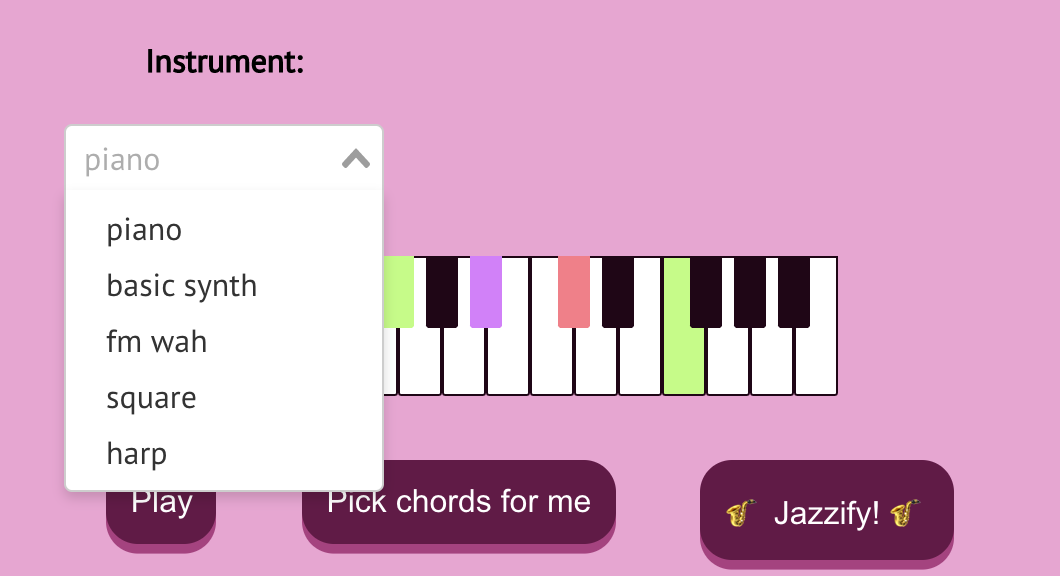 Instrument:
piano
piano
basic synth
fm wah
square
harp
Play
Pick chords for me
🎷 Jazzify! 🎷